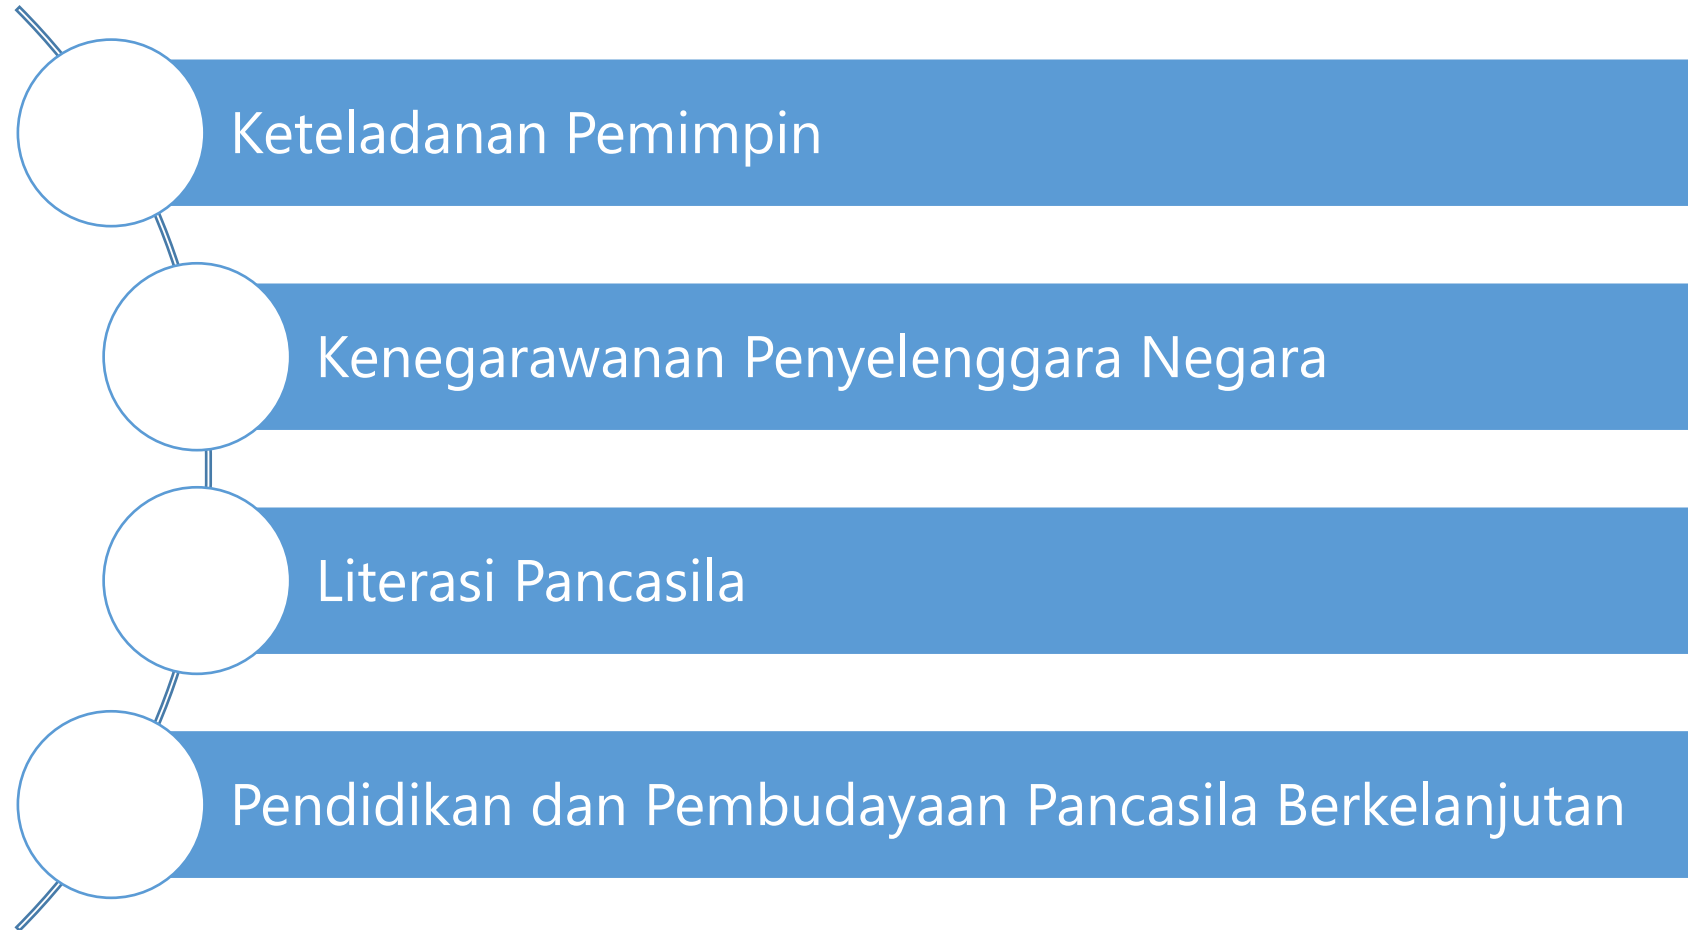 Keteladanan Pemimpin
Kenegarawanan Penyelenggara Negara
Literasi Pancasila
Pendidikan dan Pembudayaan Pancasila Berkelanjutan